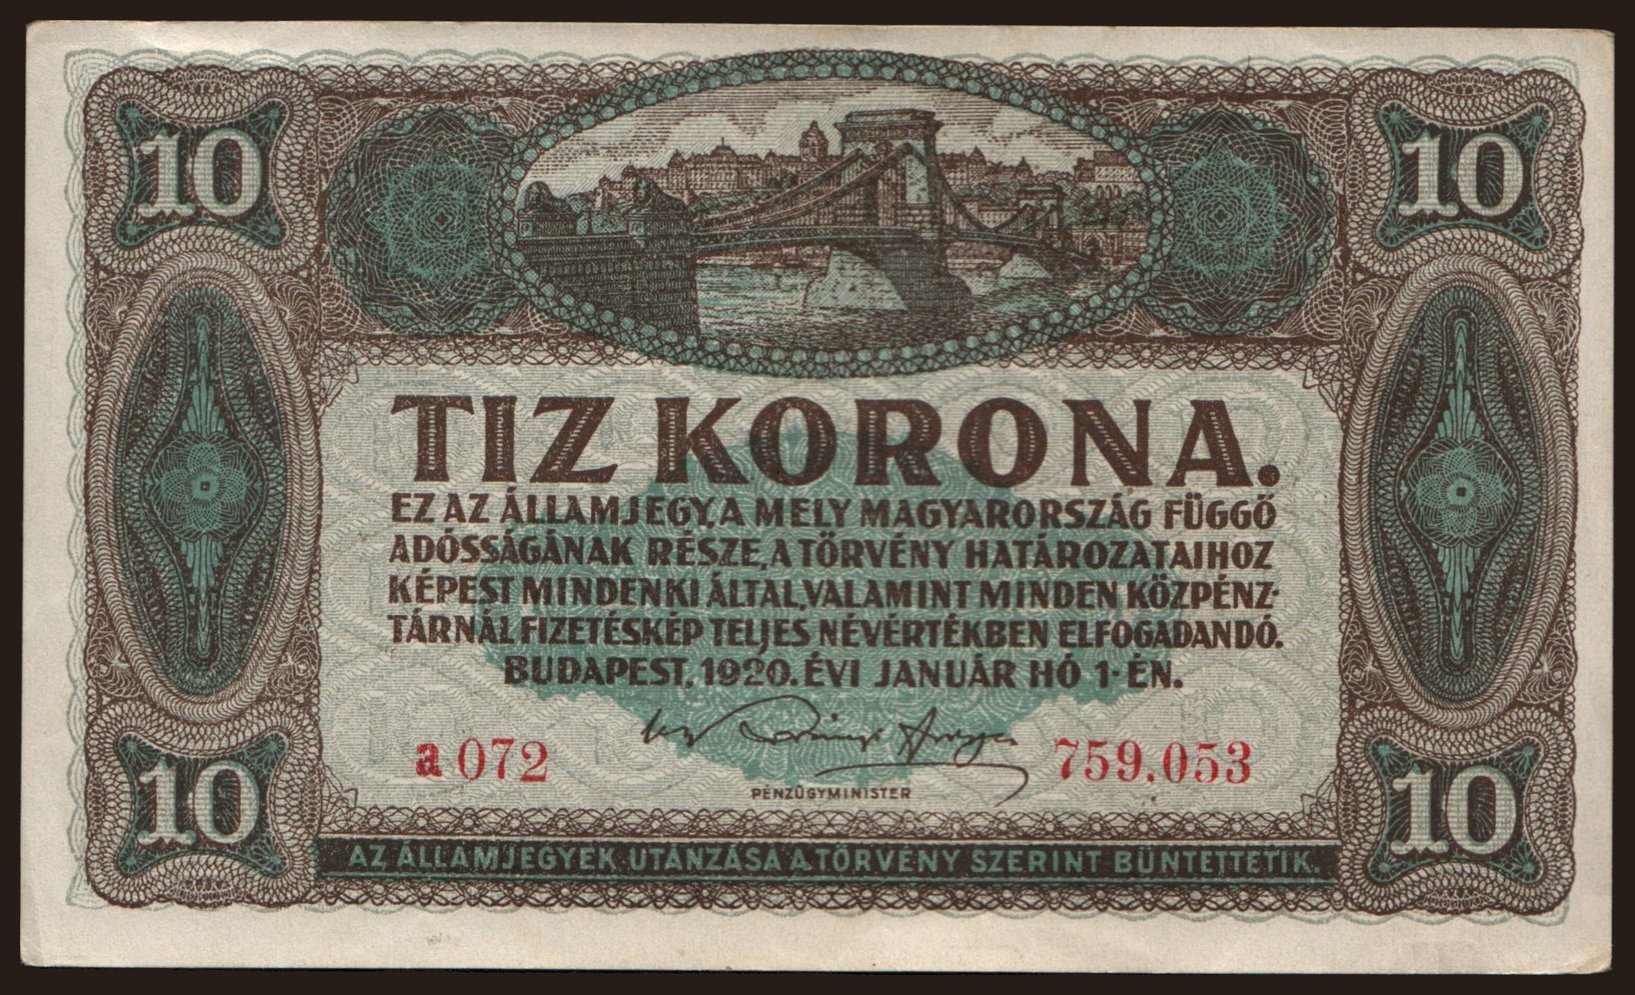 10
10
TIZ KORONA.
EZ AZ ÁLLAMJEGY, A MELY MAGYARORSZÁG FÜGGŐ
ADÓSSÁGÁNAK RÉSZE, A TÖRVÉNY HATÁROZATAIHOZ
KÉPEST MINDENKI ÁLTAL, VALAMINT MINDEN KÖZPÉNZ-
TÁRNÁL FIZETÉSKÉP TELJES NÉVÉRTÉKBEN ELFOGADANDÓ.
BUDAPEST, 1920. ÉVI JANUÁR HÓ 1-ÉN.
a 072
759.053
PÉNZÜGYMINISTER
10
10
AZ ÁLLAMJEGYEK UTÁNZÁSA A TÖRVÉNY SZERINT BÜNTETTETIK.